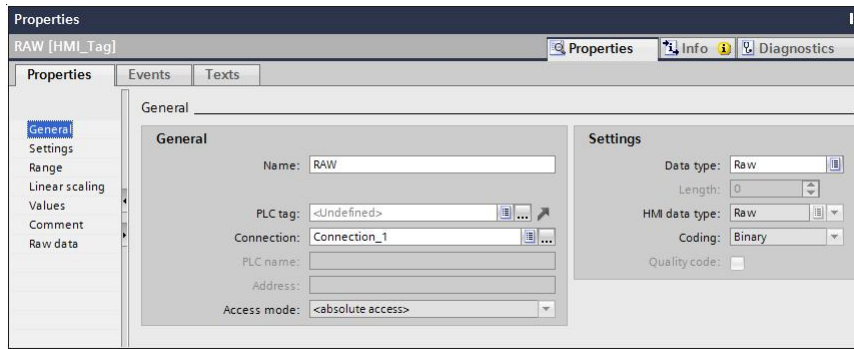 Properties
RAW [HMI_Tag]
Properties Info Diagnostics
Properties Events Texts
General
General
Settings
Range
Linear scaling
Values
Comment
Raw data
General
Name: RAW
PLC tag: <Undefined>
Connection: Connection_1
PLC name:
Address:
Access mode: <absolute access>
Settings
Data type: Raw
Length: 0
HMI data type: Raw
Coding: Binary
Quality code: